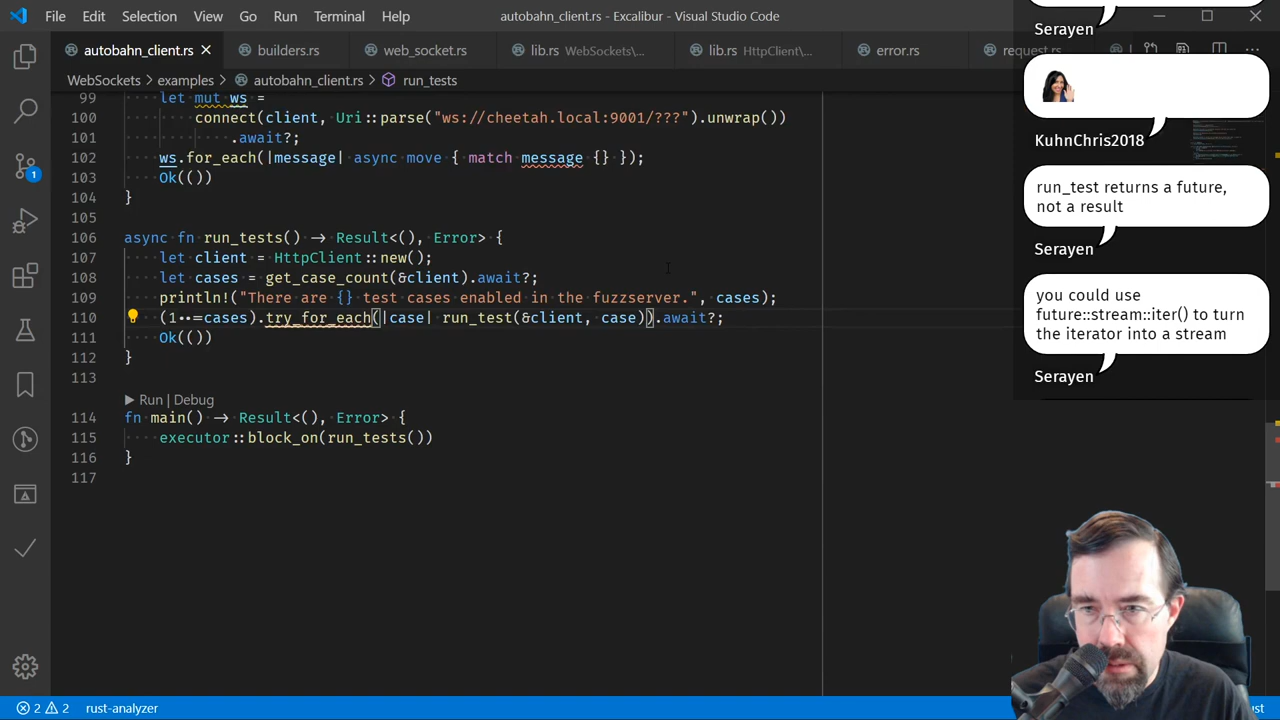 File Edit Selection View Go Run Terminal Help
autobahn_client.rs - Excalibur - Visual Studio Code
autobahn_client.rs builders.rs web_socket.rs lib.rs WebSockets\... lib.rs HttpClient\... error.rs request.rs
WebSockets > examples > autobahn_client.rs > run_tests
99 let mut ws =
100 connect(client, Uri::parse("ws://cheetah.local:9001/???").unwrap())
101 .await?;
102 ws.for_each(|message| async move { match message {} });
103 Ok(())
104 }
105
106 async fn run_tests() -> Result<(), Error> {
107 let client = HttpClient::new();
108 let cases = get_case_count(&client).await?;
109 println!("There are {} test cases enabled in the fuzzserver.", cases);
110 (1..=cases).try_for_each(|case| run_test(&client, case)).await?;
111 Ok(())
112 }
113
Run | Debug
114 fn main() -> Result<(), Error> {
115 executor::block_on(run_tests())
116 }
117
Serayen
KuhnChris2018
run_test returns a future,
not a result
Serayen
you could use
future::stream::iter() to turn
the iterator into a stream
Serayen
1
2 2 rust-analyzer